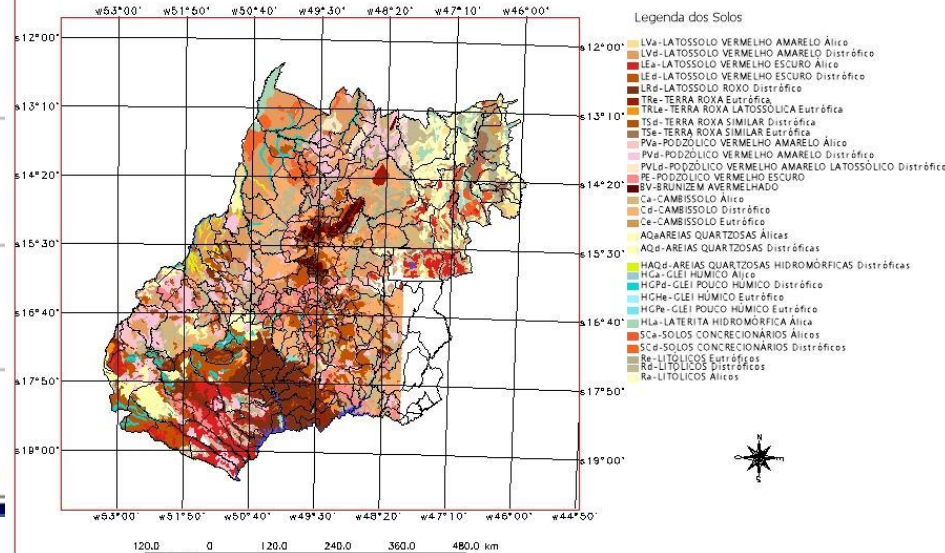 w53°00' w51°50' w50°40' w49°30' w48°20' w47°10' w46°00'
Legenda dos Solos
s12°00' s12°00'
s13°10' s13°10'
s14°20' s14°20'
s15°30' s15°30'
s16°40' s16°40'
s17°50' s17°50'
s19°00' s19°00'
w53°00' w51°50' w50°40' w49°30' w48°20' w47°10' w46°00' w44°50'
120.0 0 120.0 240.0 360.0 480.0 km
LVa-LATOSSOLO VERMELHO AMARELO Álico
LVd-LATOSSOLO VERMELHO AMARELO Distrófico
LEa-LATOSSOLO VERMELHO ESCURO Álico
LEd-LATOSSOLO VERMELHO ESCURO Distrófico
LRd-LATOSSOLO ROXO Distrófico
TRe-TERRA ROXA Eutrófica
TRLe-TERRA ROXA LATOSSÓLICA Eutrófica
TSd-TERRA ROXA SIMILAR Distrófica
TSe-TERRA ROXA SIMILAR Eutrófica
PVa-PODZÓLICO VERMELHO AMARELO Álico
PVd-PODZÓLICO VERMELHO AMARELO Distrófico
PVLd-PODZÓLICO VERMELHO AMARELO LATOSSÓLICO Distrófico
PE-PODZÓLICO VERMELHO ESCURO
BV-BRUNIZEM AVERMELHADO
Ca-CAMBISSOLO Álico
Cd-CAMBISSOLO Distrófico
Ce-CAMBISSOLO Eutrófico
AQaAREIAS QUARTZOSAS Álicas
AQd-AREIAS QUARTZOSAS Distróficas
HAQd-AREIAS QUARTZOSAS HIDROMÓRFICAS Distróficas
HGa-GLEI HÚMICO Álico
HGPd-GLEI POUCO HÚMICO Distrófico
HGHe-GLEI HÚMICO Eutrófico
HGPe-GLEI POUCO HÚMICO Eutrófico
HLa-LATERITA HIDROMÓRFICA Álica
SCa-SOLOS CONCRECIONÁRIOS Álicos
SCd-SOLOS CONCRECIONÁRIOS Distróficos
Re-LITÓLICOS Eutróficos
Rd-LITÓLICOS Distróficos
Ra-LITÓLICOS Álicos
N
S